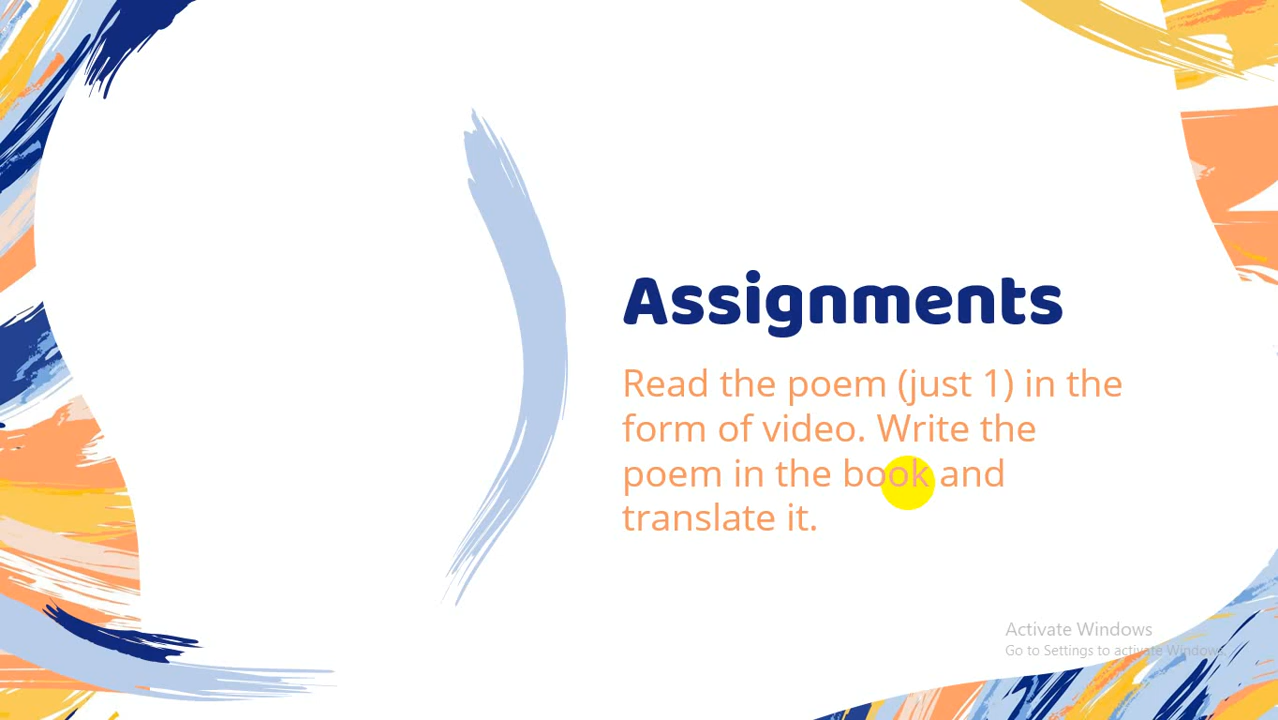 Assignments
Read the poem (just 1) in the
form of video. Write the
poem in the book and
translate it.
Activate Windows
Go to Settings to activate Windows.